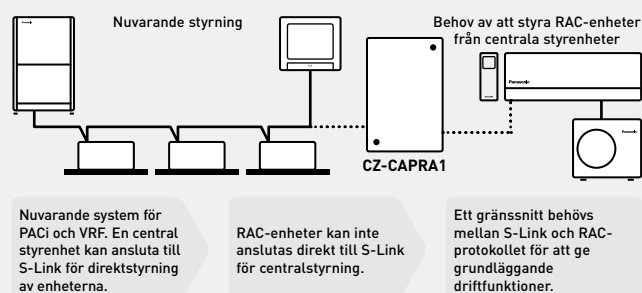 Nuvarande styrning
Behov av att styra RAC-enheter
från centrala styrenheter
Panasonic
Panasonic
CZ-CAPRA1
Nuvarande system för
PACi och VRF. En central
styrenhet kan ansluta till
S-Link för direktstyrning
av enheterna.
RAC-enheter kan inte
anslutas direkt till S-Link
för centralstyrning.
Ett gränssnitt behövs
mellan S-Link och RAC-
protokollet för att ge
grundläggande
driftfunktioner.